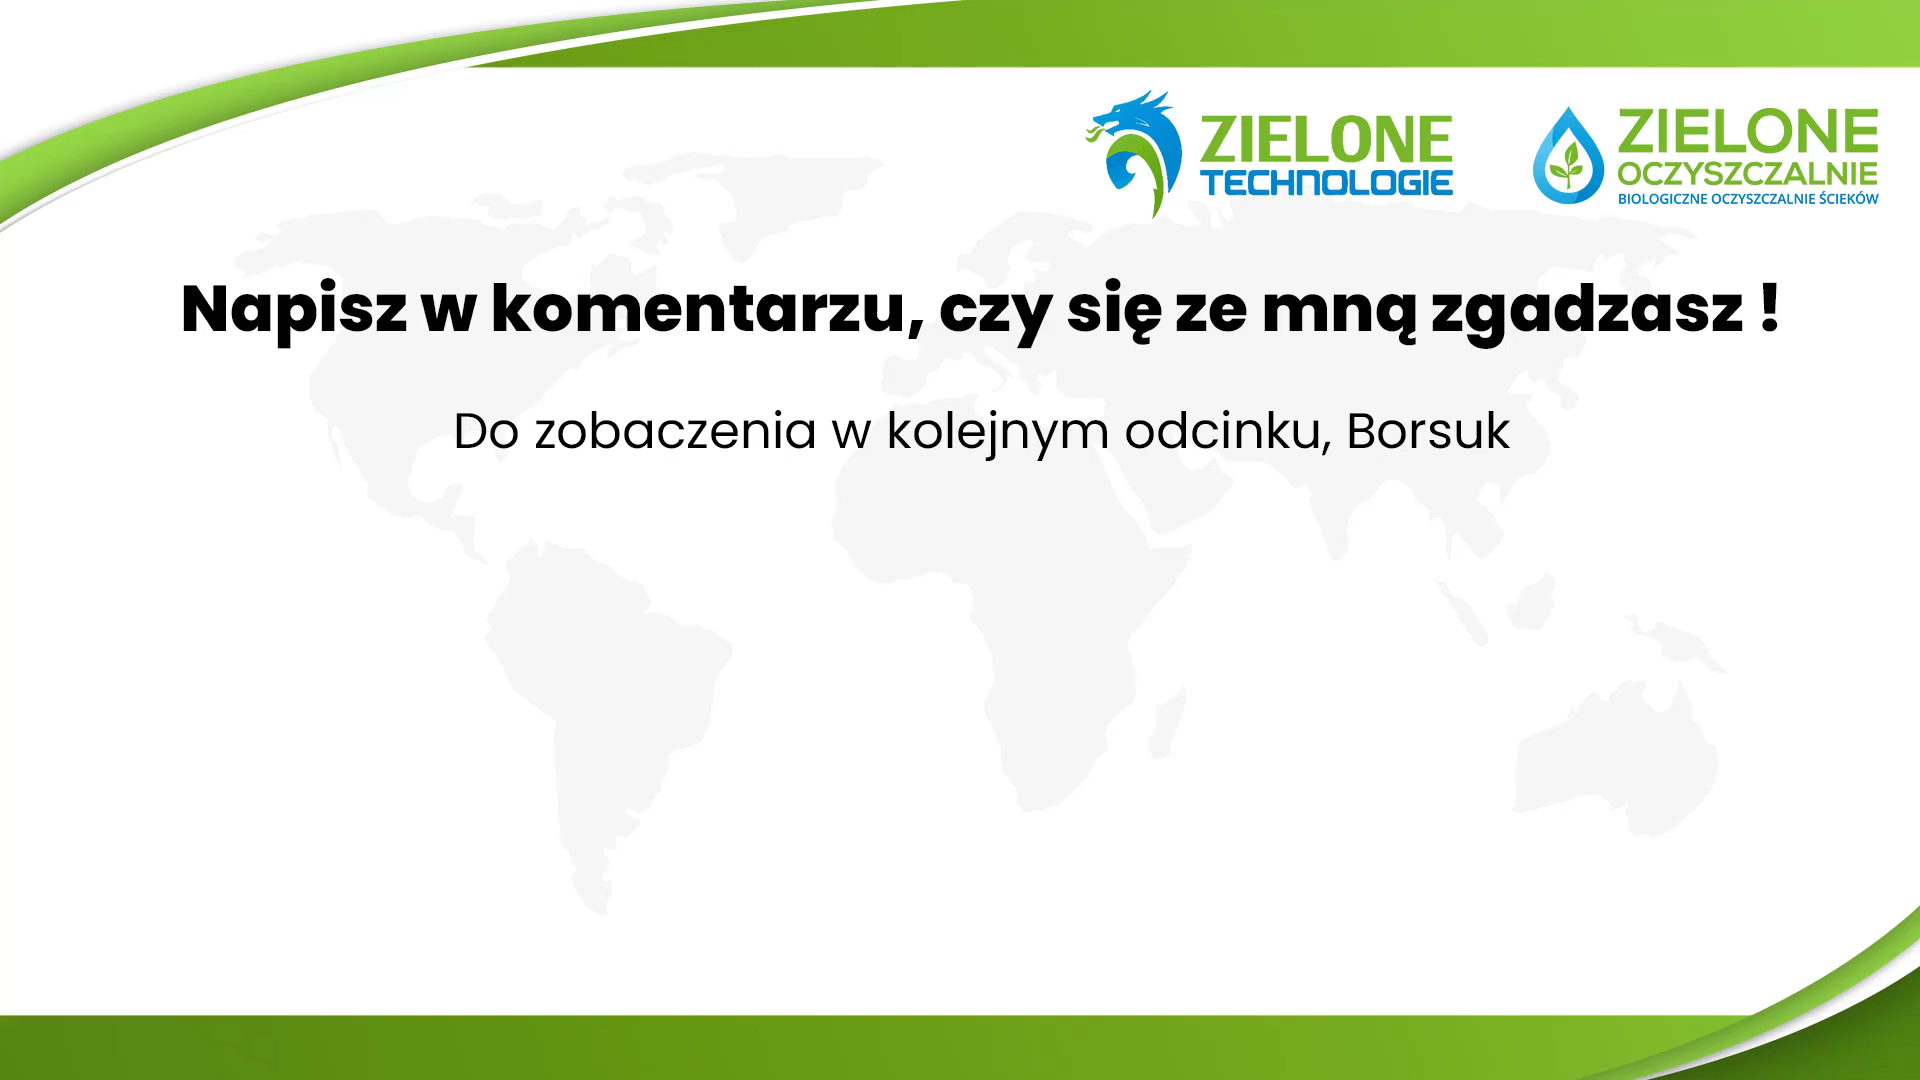 ZIELONE
TECHNOLOGIE
ZIELONE
OCZYSZCZALNIE
BIOLOGICZNE OCZYSZCZALNIE ŚCIEKÓW
Napisz w komentarzu, czy się ze mną zgadzasz !
Do zobaczenia w kolejnym odcinku, Borsuk